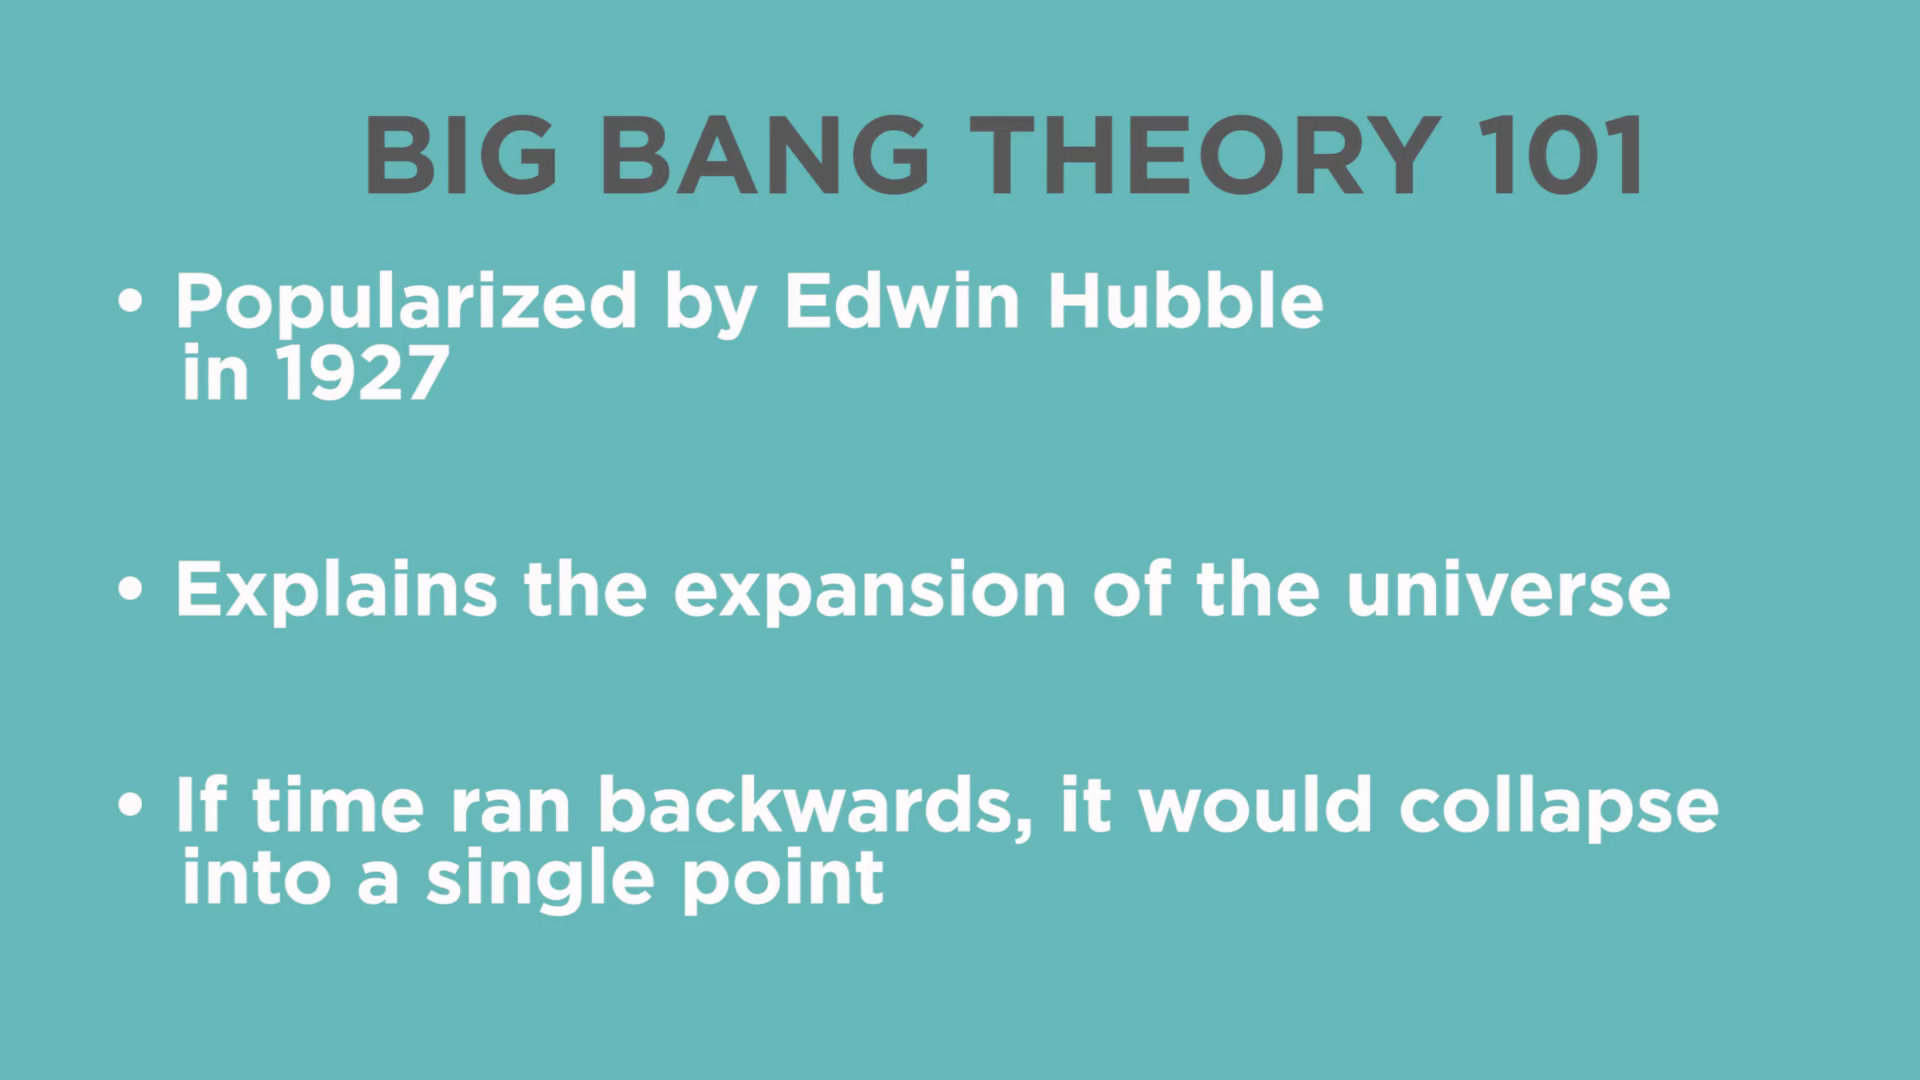 BIG BANG THEORY 101
• Popularized by Edwin Hubble
in 1927
• Explains the expansion of the universe
• If time ran backwards, it would collapse
into a single point